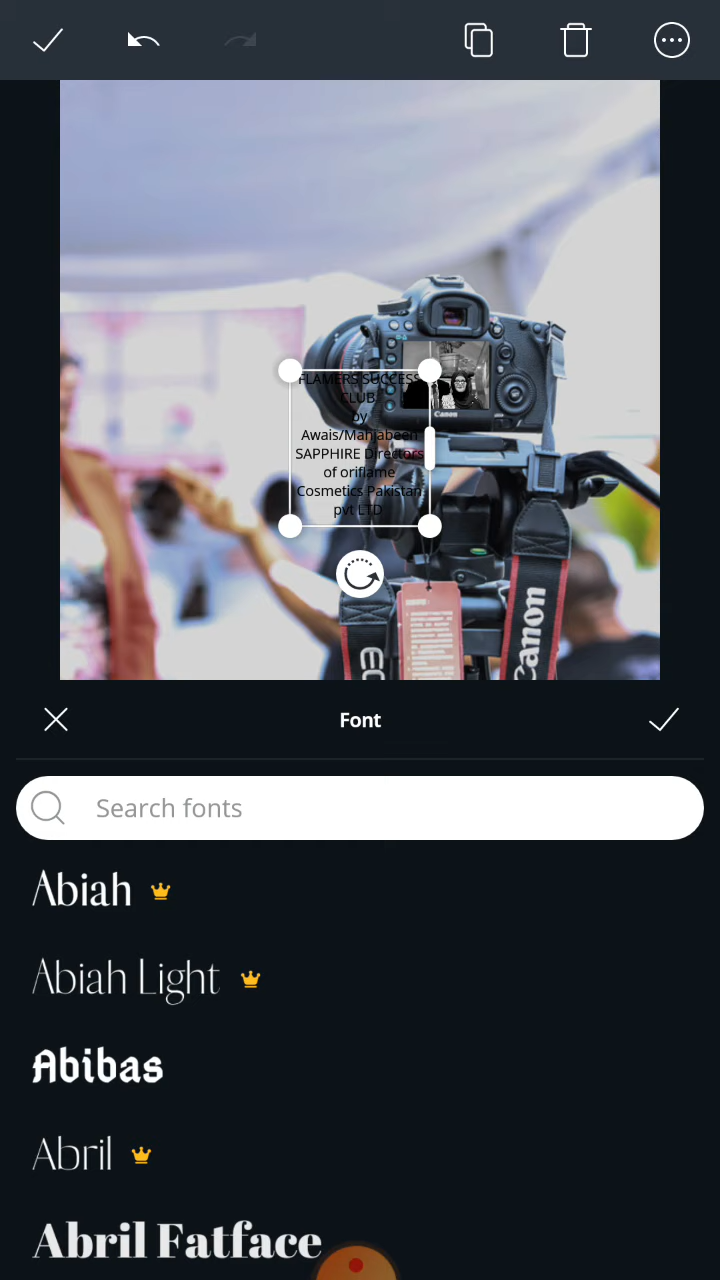 FLAMERS SUCCESS
CLUB
by
Awais/Mahjabeen
SAPPHIRE Directors
of oriflame
Cosmetics Pakistan
pvt LTD
Canon
Canon
EO
Font
Search fonts
Abiah
Abiah Light
Abibas
Abril
Abril Fatface